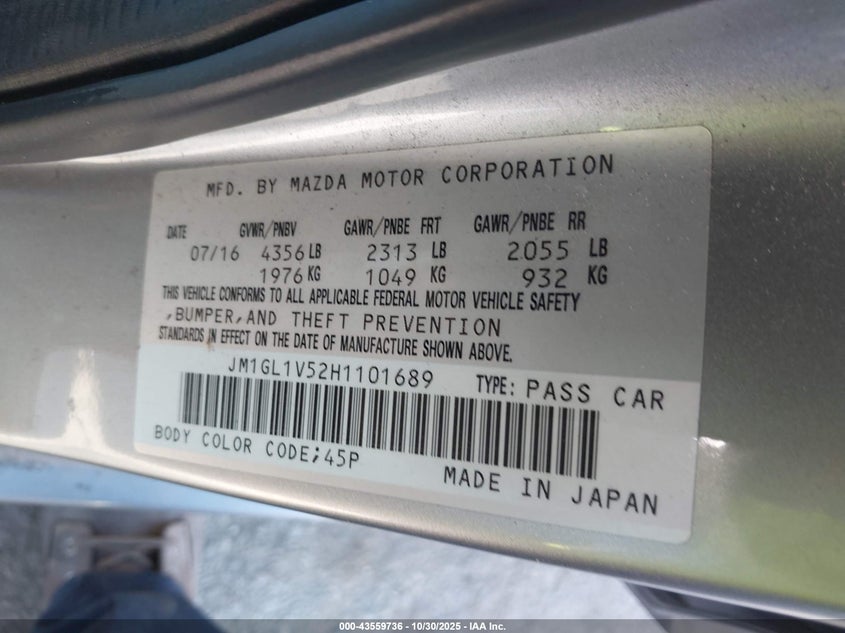 MFD. BY MAZDA MOTOR CORPORATION
DATE GVWR/PNBV GAWR/PNBE FRT GAWR/PNBE RR
07/16 4356 LB 2313 LB 2055 LB
1976 KG 1049 KG 932 KG
THIS VEHICLE CONFORMS TO ALL APPLICABLE FEDERAL MOTOR VEHICLE SAFETY
,BUMPER,AND THEFT PREVENTION
STANDARDS IN EFFECT ON THE DATE OF MANUFACTURE SHOWN ABOVE.
JM1GL1V52H1101689 TYPE: PASS CAR
BODY COLOR CODE;45P
MADE IN JAPAN
000-43559736 - 10/30/2025 - IAA Inc.